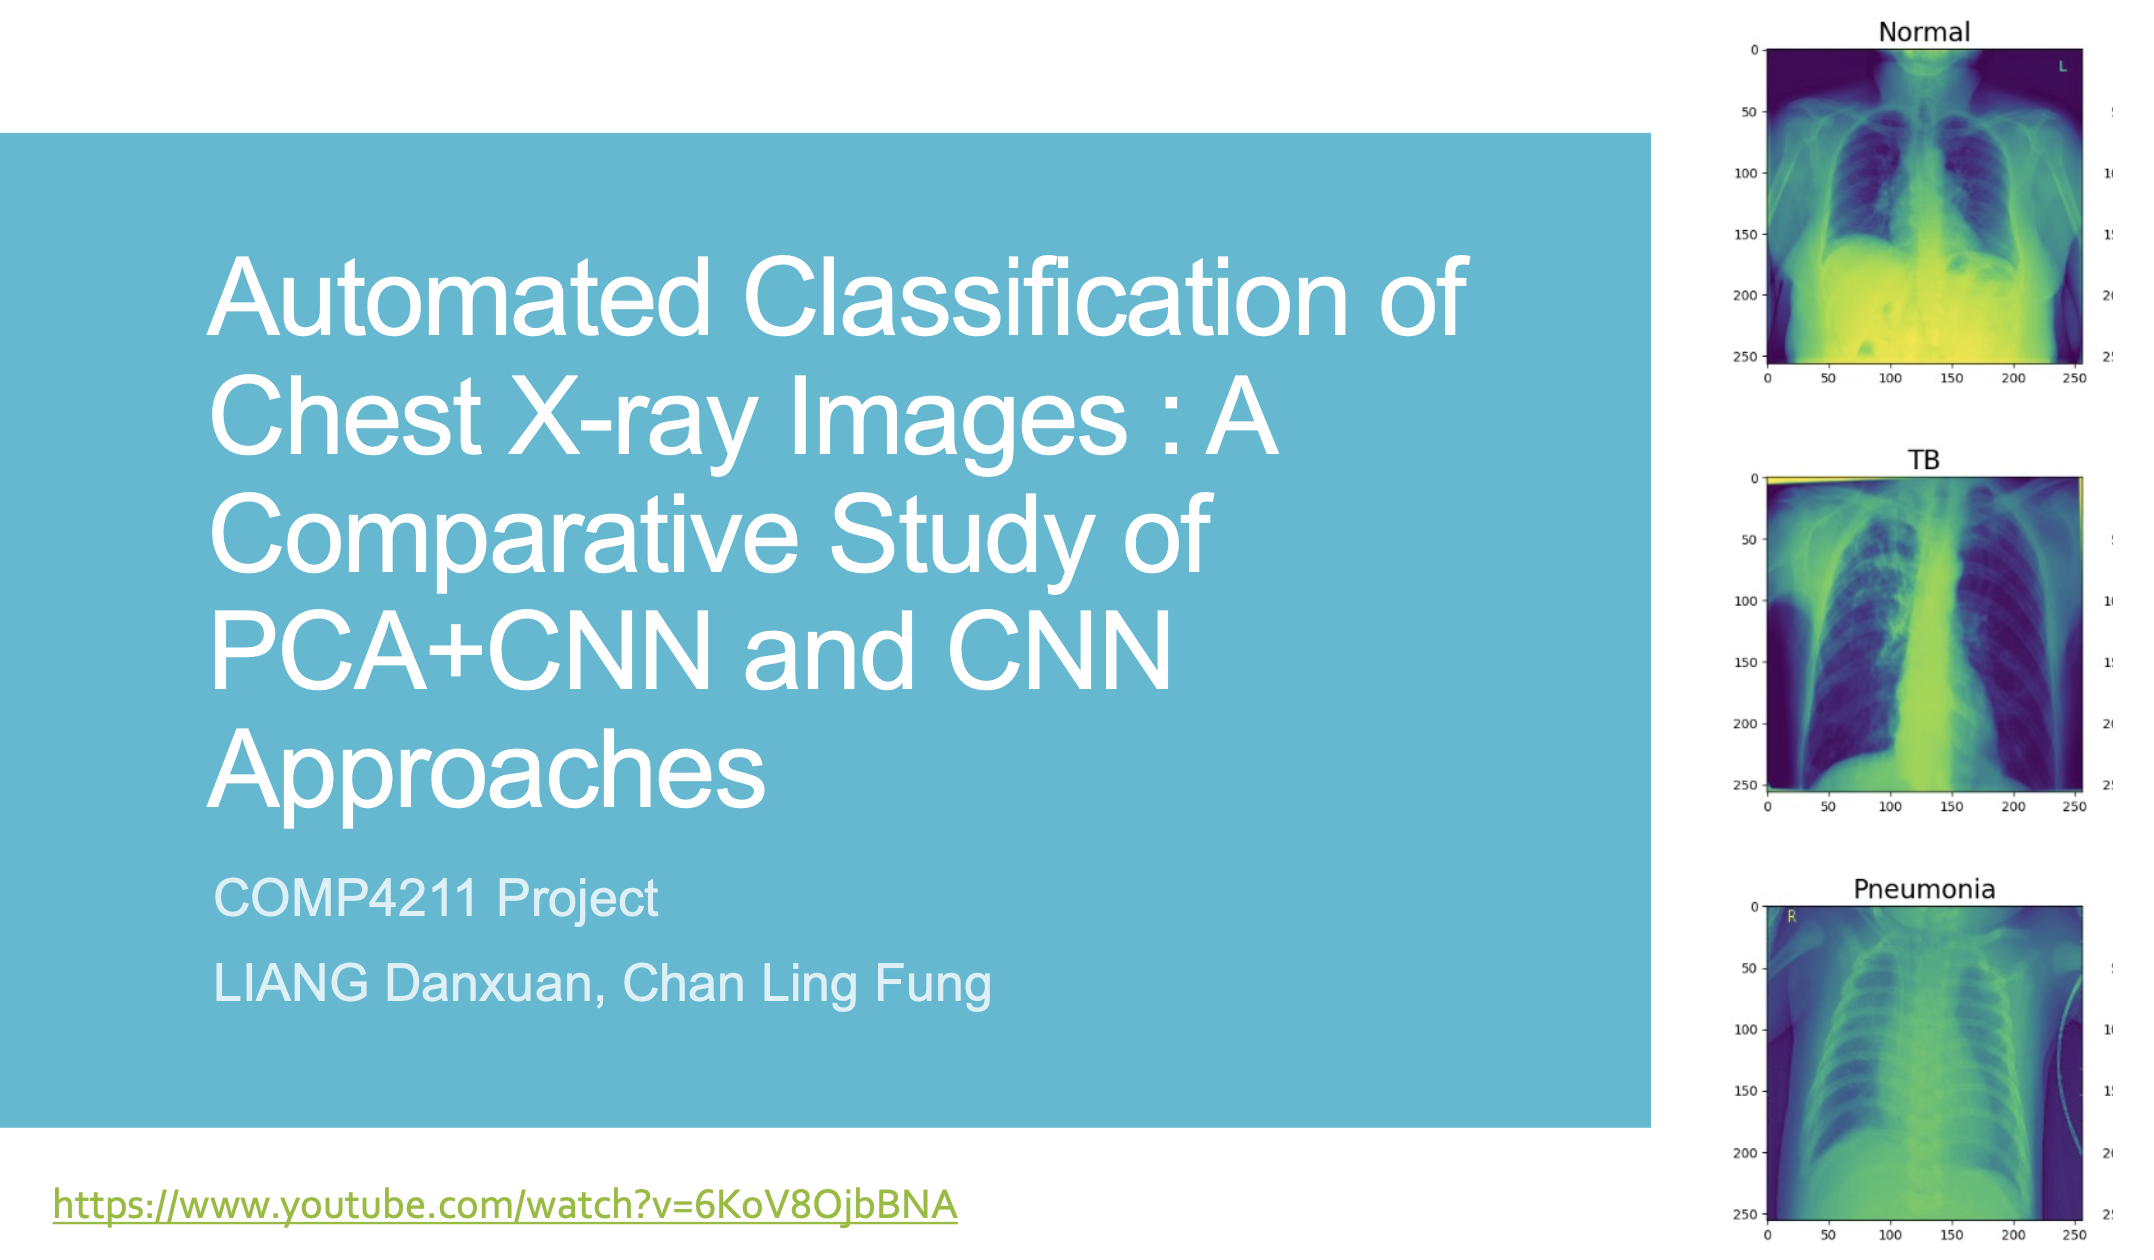 Automated Classification of
Chest X-ray Images : A
Comparative Study of
PCA+CNN and CNN
Approaches
COMP4211 Project
LIANG Danxuan, Chan Ling Fung
https://www.youtube.com/watch?v=6KoV8OjbBNA
Normal
L
0
50
100
150
200
250
0 50 100 150 200 250
TB
0
50
100
150
200
250
0 50 100 150 200 250
Pneumonia
R
0
50
100
150
200
250
0 50 100 150 200 250